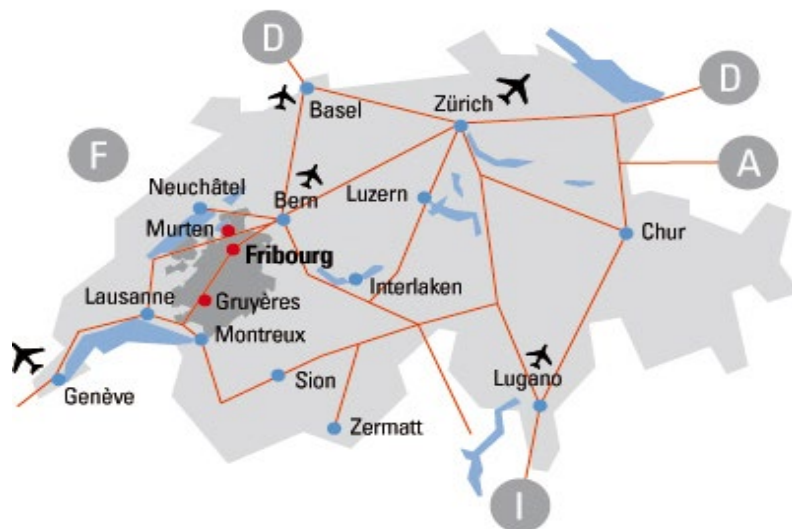 D
D
Basel
Zürich
F
A
Neuchâtel
Bern
Luzern
Murten
Fribourg
Chur
Interlaken
Lausanne
Gruyères
Montreux
Sion
Lugano
Genève
Zermatt
I